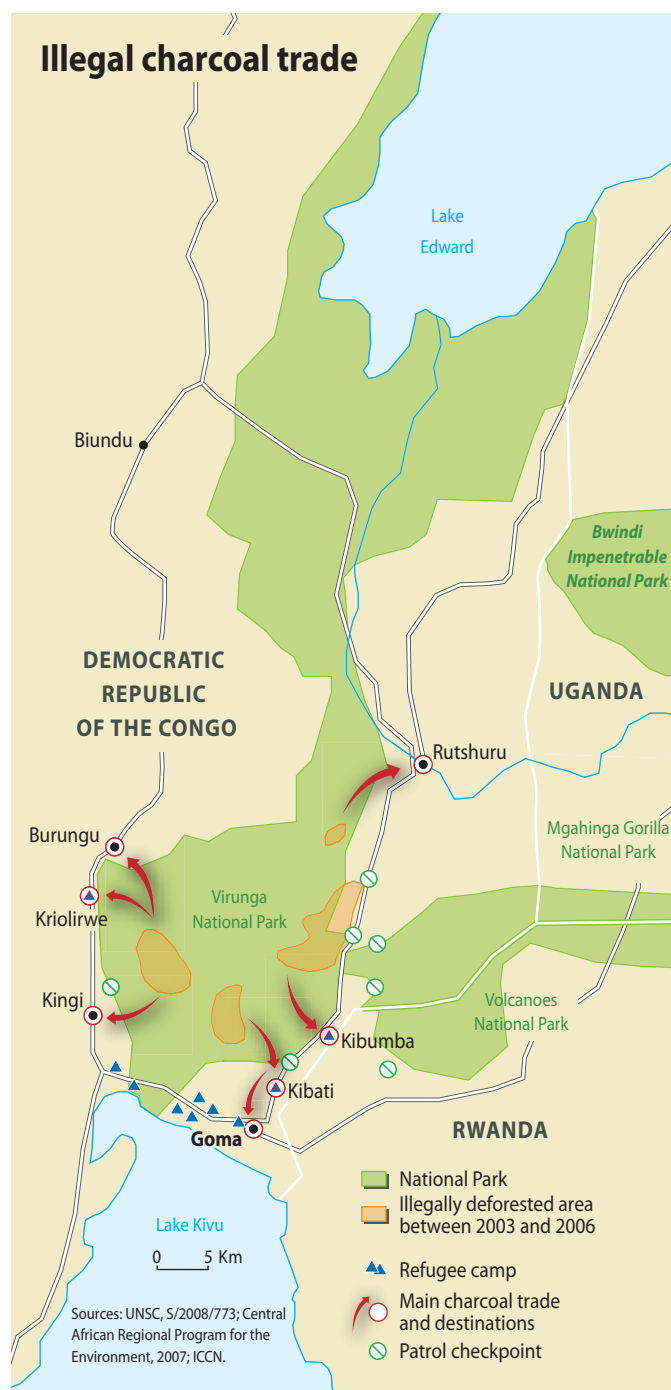 Illegal charcoal trade
Lake
Edward
Biundu
Bwindi
Impenetrable
National Park
DEMOCRATIC
REPUBLIC
OF THE CONGO
UGANDA
Rutshuru
Burungu
Mgahinga Gorilla
National Park
Virunga
National Park
Kriolirwe
Kingi
Volcanoes
National Park
Kibumba
Kibati
Goma
RWANDA
National Park
Illegally deforested area
between 2003 and 2006
Lake Kivu
0 5 Km
Refugee camp
Main charcoal trade
and destinations
Patrol checkpoint
Sources: UNSC, S/2008/773; Central
African Regional Program for the
Environment, 2007; ICCN.